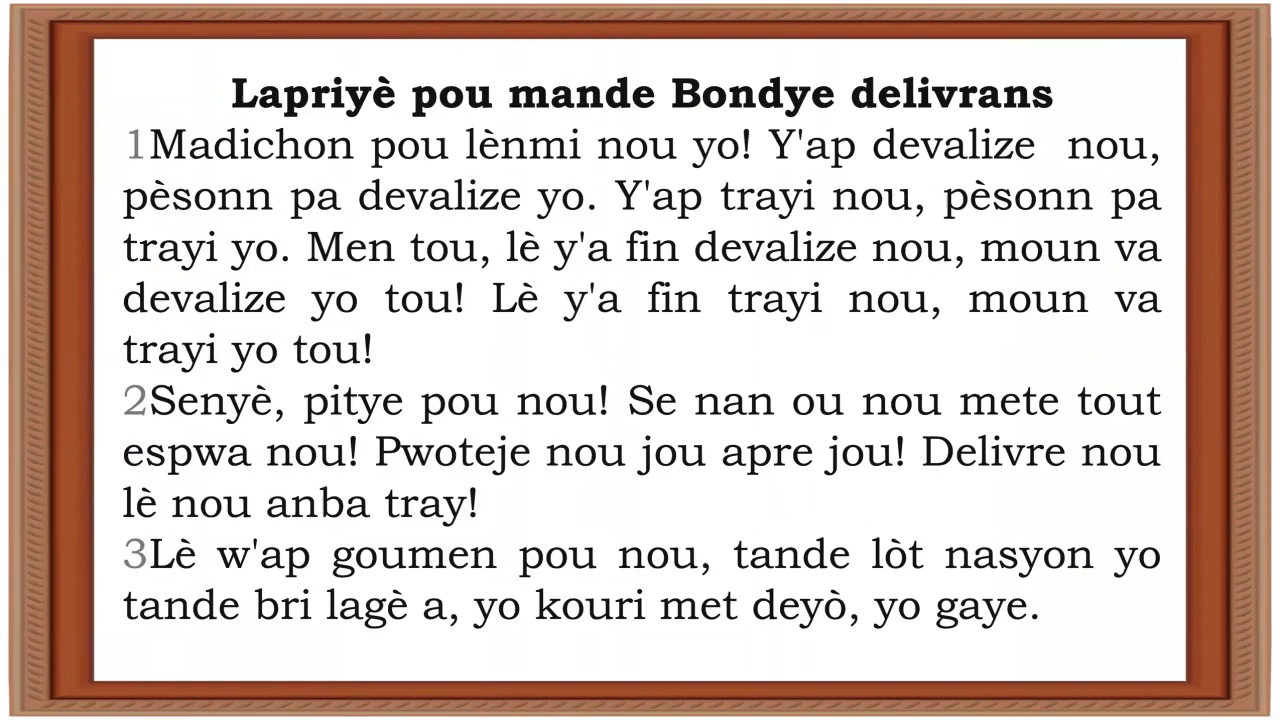 Lapriyè pou mande Bondye delivrans
1Madichon pou lènmi nou yo! Y'ap devalize  nou,
pèsonn pa devalize yo. Y'ap trayi nou, pèsonn pa
trayi yo. Men tou, lè y'a fin devalize nou, moun va
devalize yo tou! Lè y'a fin trayi nou, moun va
trayi yo tou!
2Senyè, pitye pou nou! Se nan ou nou mete tout
espwa nou! Pwoteje nou jou apre jou! Delivre nou
lè nou anba tray!
3Lè w'ap goumen pou nou, tande lòt nasyon yo
tande bri lagè a, yo kouri met deyò, yo gaye.